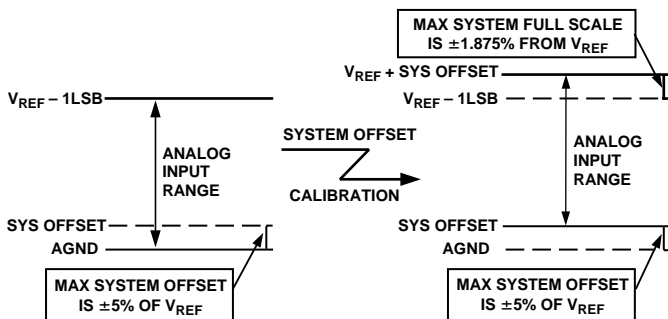 MAX SYSTEM FULL SCALE
IS ±1.875% FROM VREF
VREF + SYS OFFSET
VREF – 1LSB
VREF – 1LSB
SYSTEM OFFSET
CALIBRATION
ANALOG
INPUT
RANGE
ANALOG
INPUT
RANGE
SYS OFFSET
AGND
SYS OFFSET
AGND
MAX SYSTEM OFFSET
IS ±5% OF VREF
MAX SYSTEM OFFSET
IS ±5% OF VREF